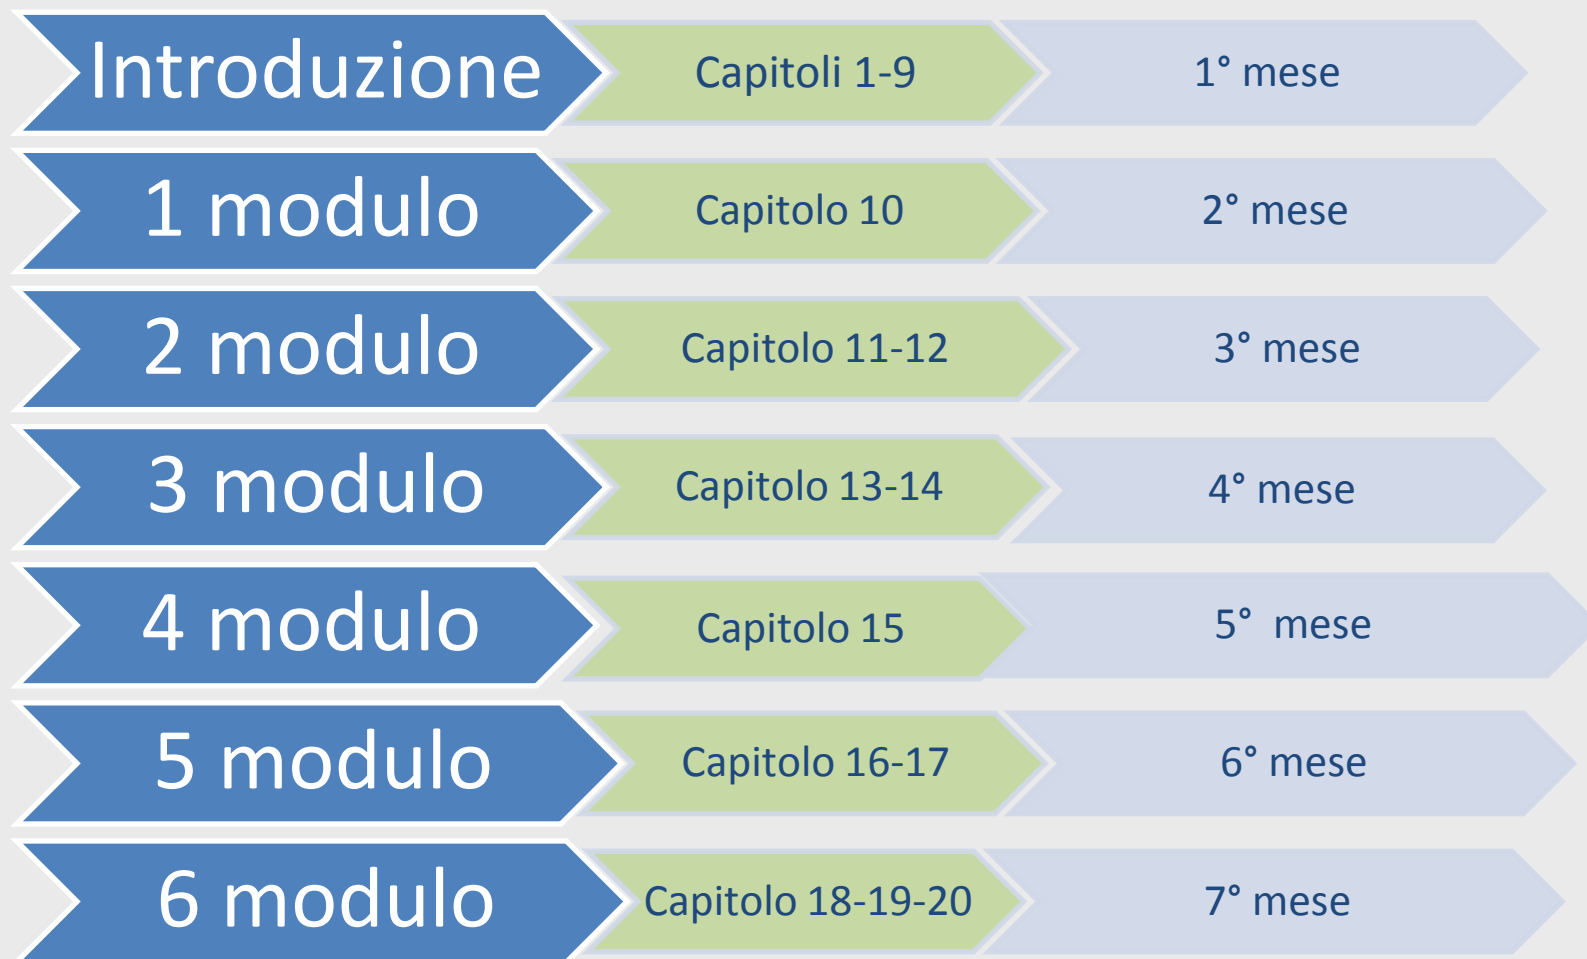 Introduzione
Capitoli 1-9
1° mese
1 modulo
Capitolo 10
2° mese
2 modulo
Capitolo 11-12
3° mese
3 modulo
Capitolo 13-14
4° mese
4 modulo
Capitolo 15
5°  mese
5 modulo
Capitolo 16-17
6° mese
6 modulo
Capitolo 18-19-20
7° mese